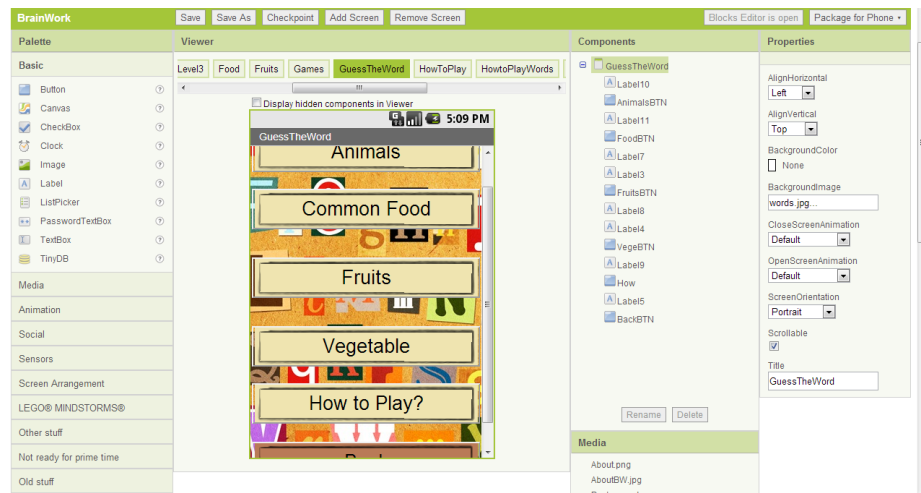 BrainWork
Save Save As Checkpoint Add Screen Remove Screen
Blocks Editor is open Package for Phone
Palette
Basic
Button
Canvas
CheckBox
Clock
Image
Label
ListPicker
PasswordTextBox
TextBox
TinyDB
Media
Animation
Social
Sensors
Screen Arrangement
LEGO® MINDSTORMS®
Other stuff
Not ready for prime time
Old stuff
Viewer
Level3 Food Fruits Games GuessTheWord HowToPlay HowtoPlayWords
Display hidden components in Viewer
5:09 PM
GuessTheWord
Animals
Common Food
Fruits
Vegetable
How to Play?
Components
GuessTheWord
Label10
AnimalsBTN
Label11
FoodBTN
Label7
Label3
FruitsBTN
Label8
Label4
VegeBTN
Label9
How
Label5
BackBTN
Rename Delete
Media
About.png
AboutBW.jpg
Properties
AlignHorizontal
Left
AlignVertical
Top
BackgroundColor
None
BackgroundImage
words.jpg...
CloseScreenAnimation
Default
OpenScreenAnimation
Default
ScreenOrientation
Portrait
Scrollable
Title
GuessTheWord